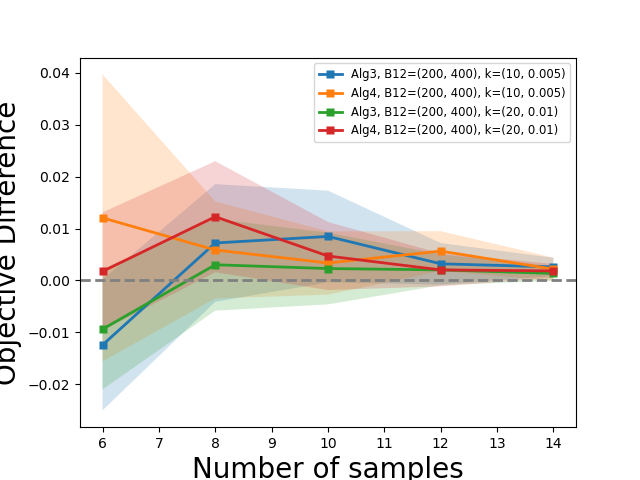 Objective Difference
0.04
0.03
0.02
0.01
0.00
−0.01
−0.02
Alg3, B12=(200, 400), k=(10, 0.005)
Alg4, B12=(200, 400), k=(10, 0.005)
Alg3, B12=(200, 400), k=(20, 0.01)
Alg4, B12=(200, 400), k=(20, 0.01)
6 7 8 9 10 11 12 13 14
Number of samples